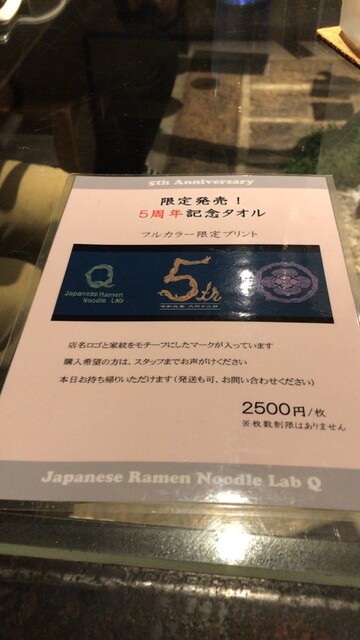 5th Anniversary
限定発売！
5周年記念タオル
フルカラー限定プリント
Q
Japanese Ramen
Noodle Lab
5th
店名ロゴと家紋をモチーフにしたマークが入っています
購入希望の方は、スタッフまでお声がけください
本日お持ち帰りいただけます(発送も可、お問い合わせください)
2500円/枚
※枚数制限はありません
Japanese Ramen Noodle Lab Q